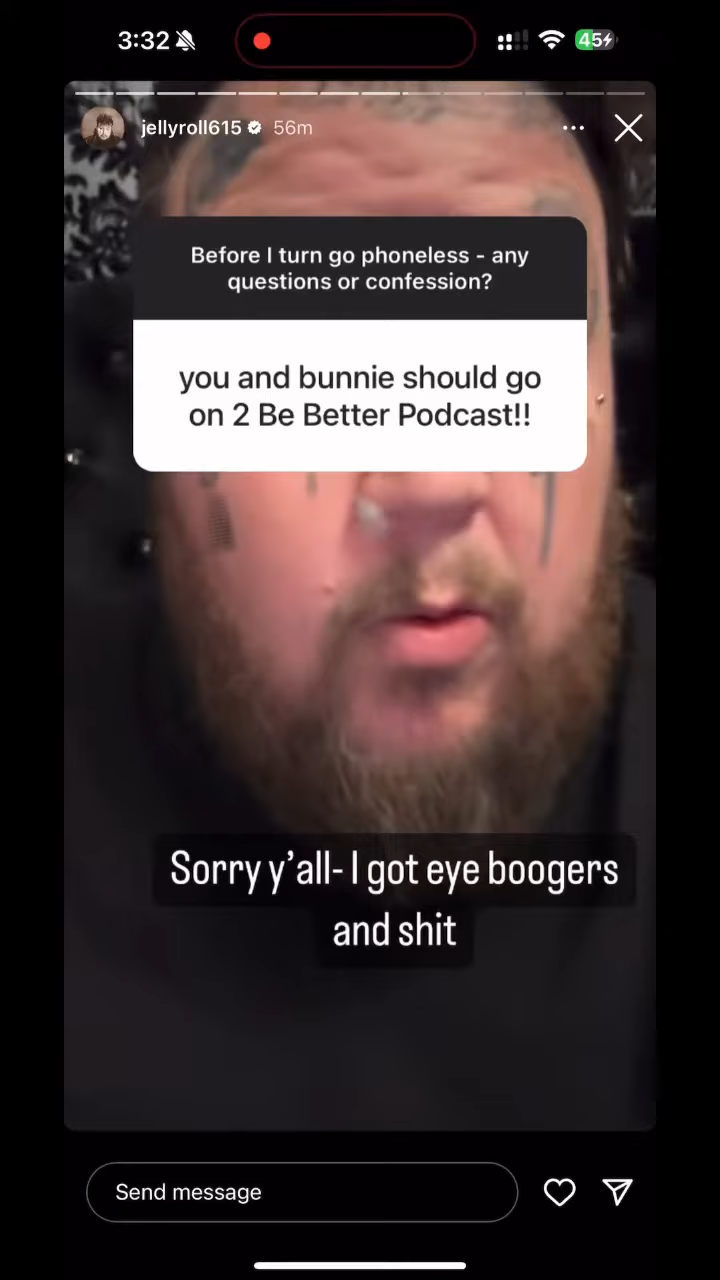 3:32
45
jellyroll615 56m
Before I turn go phoneless - any
questions or confession?
you and bunnie should go
on 2 Be Better Podcast!!
Sorry y’all- I got eye boogers
and shit
Send message